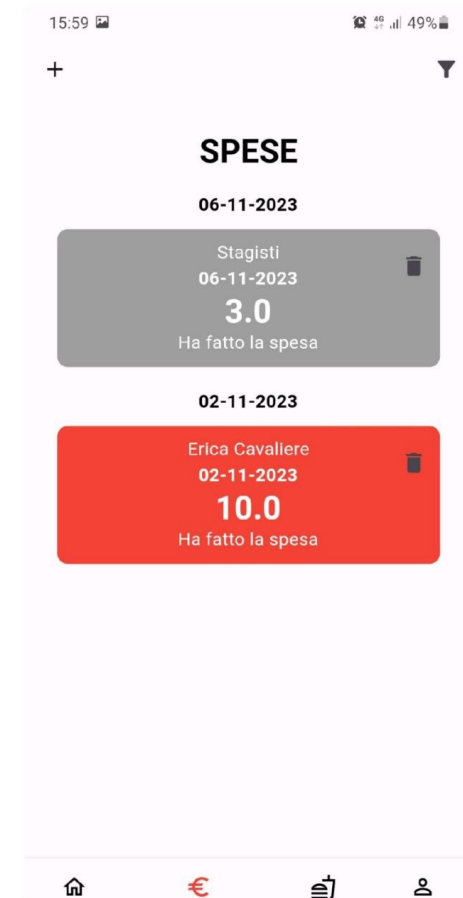 15:59 4G 49%
+
SPESE
06-11-2023
Stagisti
06-11-2023
3.0
Ha fatto la spesa
02-11-2023
Erica Cavaliere
02-11-2023
10.0
Ha fatto la spesa
€